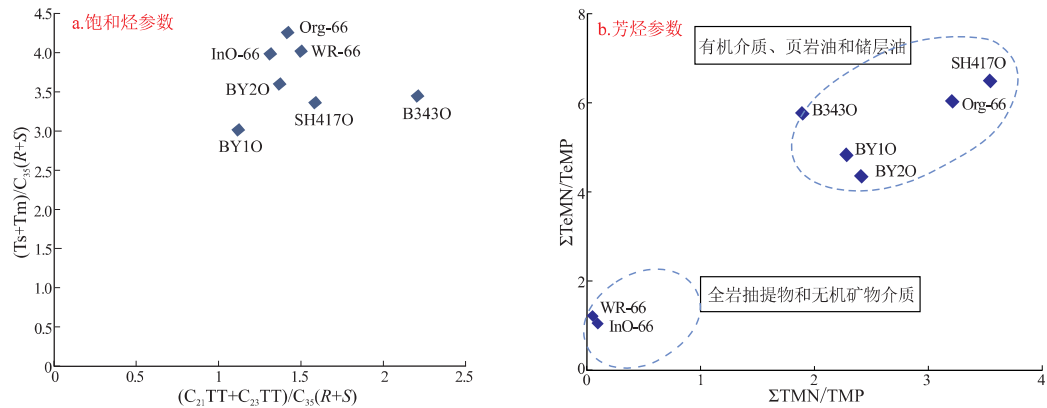 a.饱和烃参数
Org-66
InO-66
WR-66
BY2O
SH417O
B343O
BY1O
4.5
4.0
3.5
3.0
2.5
2.0
1.5
1.0
0.5
0
(Ts+Tm)/C₃₅(R+S)
0 0.5 1 1.5 2 2.5
(C₂₁TT+C₂₃TT)/C₃₅(R+S)
b.芳烃参数
有机介质、页岩油和储层油
SH417O
B343O
Org-66
BY1O
BY2O
全岩抽提物和无机矿物介质
WR-66
InO-66
8
6
4
2
0
ΣTeMN/TeMP
0 1 2 3 4
ΣTMN/TMP